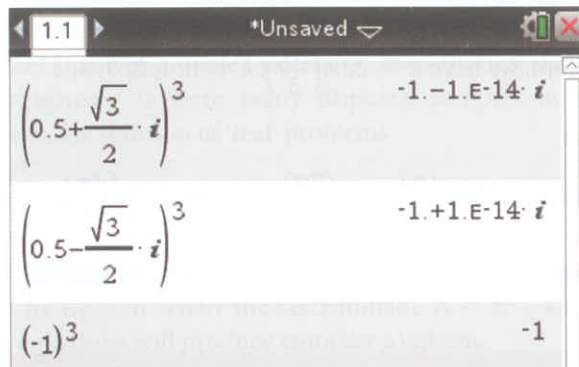 1.1 *Unsaved
(0.5+√3/2·i)^3 -1.-1.E-14·i
(0.5-√3/2·i)^3 -1.+1.E-14·i
(-1)^3 -1